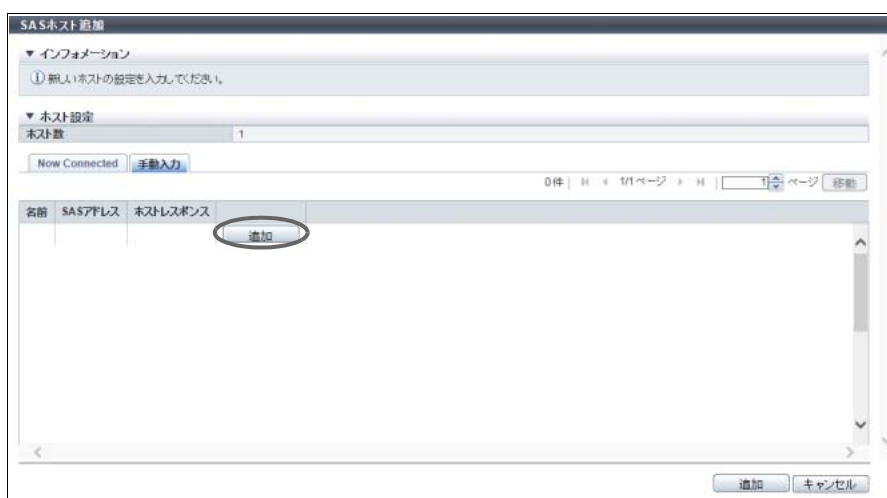 SASホスト追加
▼ インフォメーション
新しいホストの設定を入力してください。
▼ ホスト設定
ホスト数 1
Now Connected 手動入力
0件 1/1ページ 1 ページ 移動
名前 SASアドレス ホストレスポンス
追加
追加 キャンセル